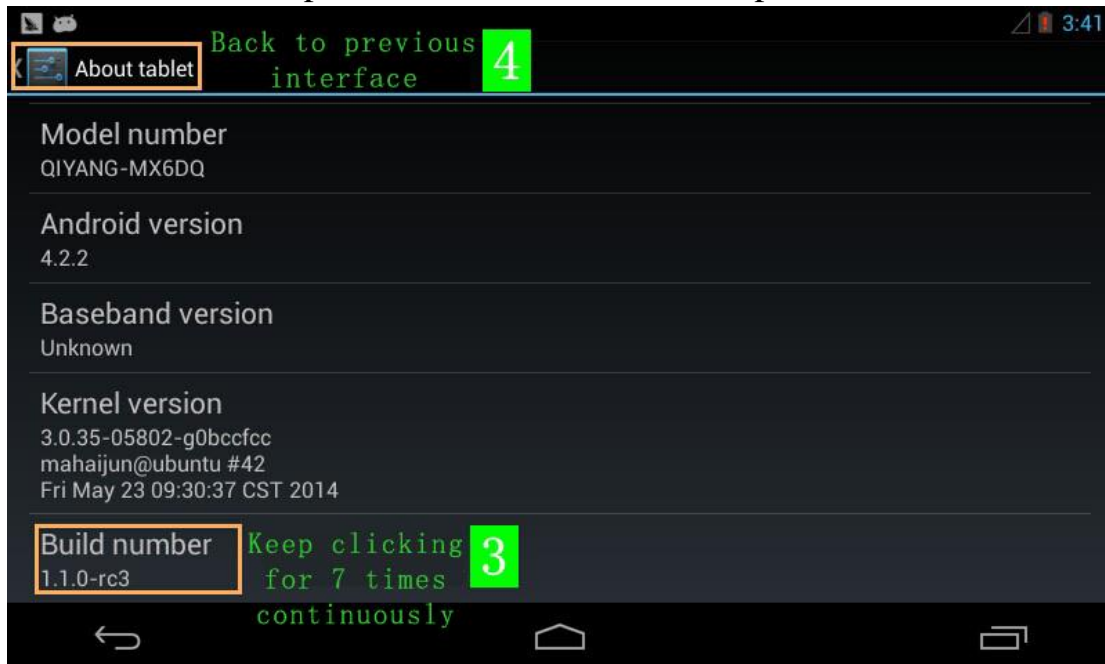 3:41
About tablet
Back to previous
interface
4
Model number
QIYANG-MX6DQ
Android version
4.2.2
Baseband version
Unknown
Kernel version
3.0.35-05802-g0bccfcc
mahaijun@ubuntu #42
Fri May 23 09:30:37 CST 2014
Build number
1.1.0-rc3
Keep clicking
for 7 times
continuously
3